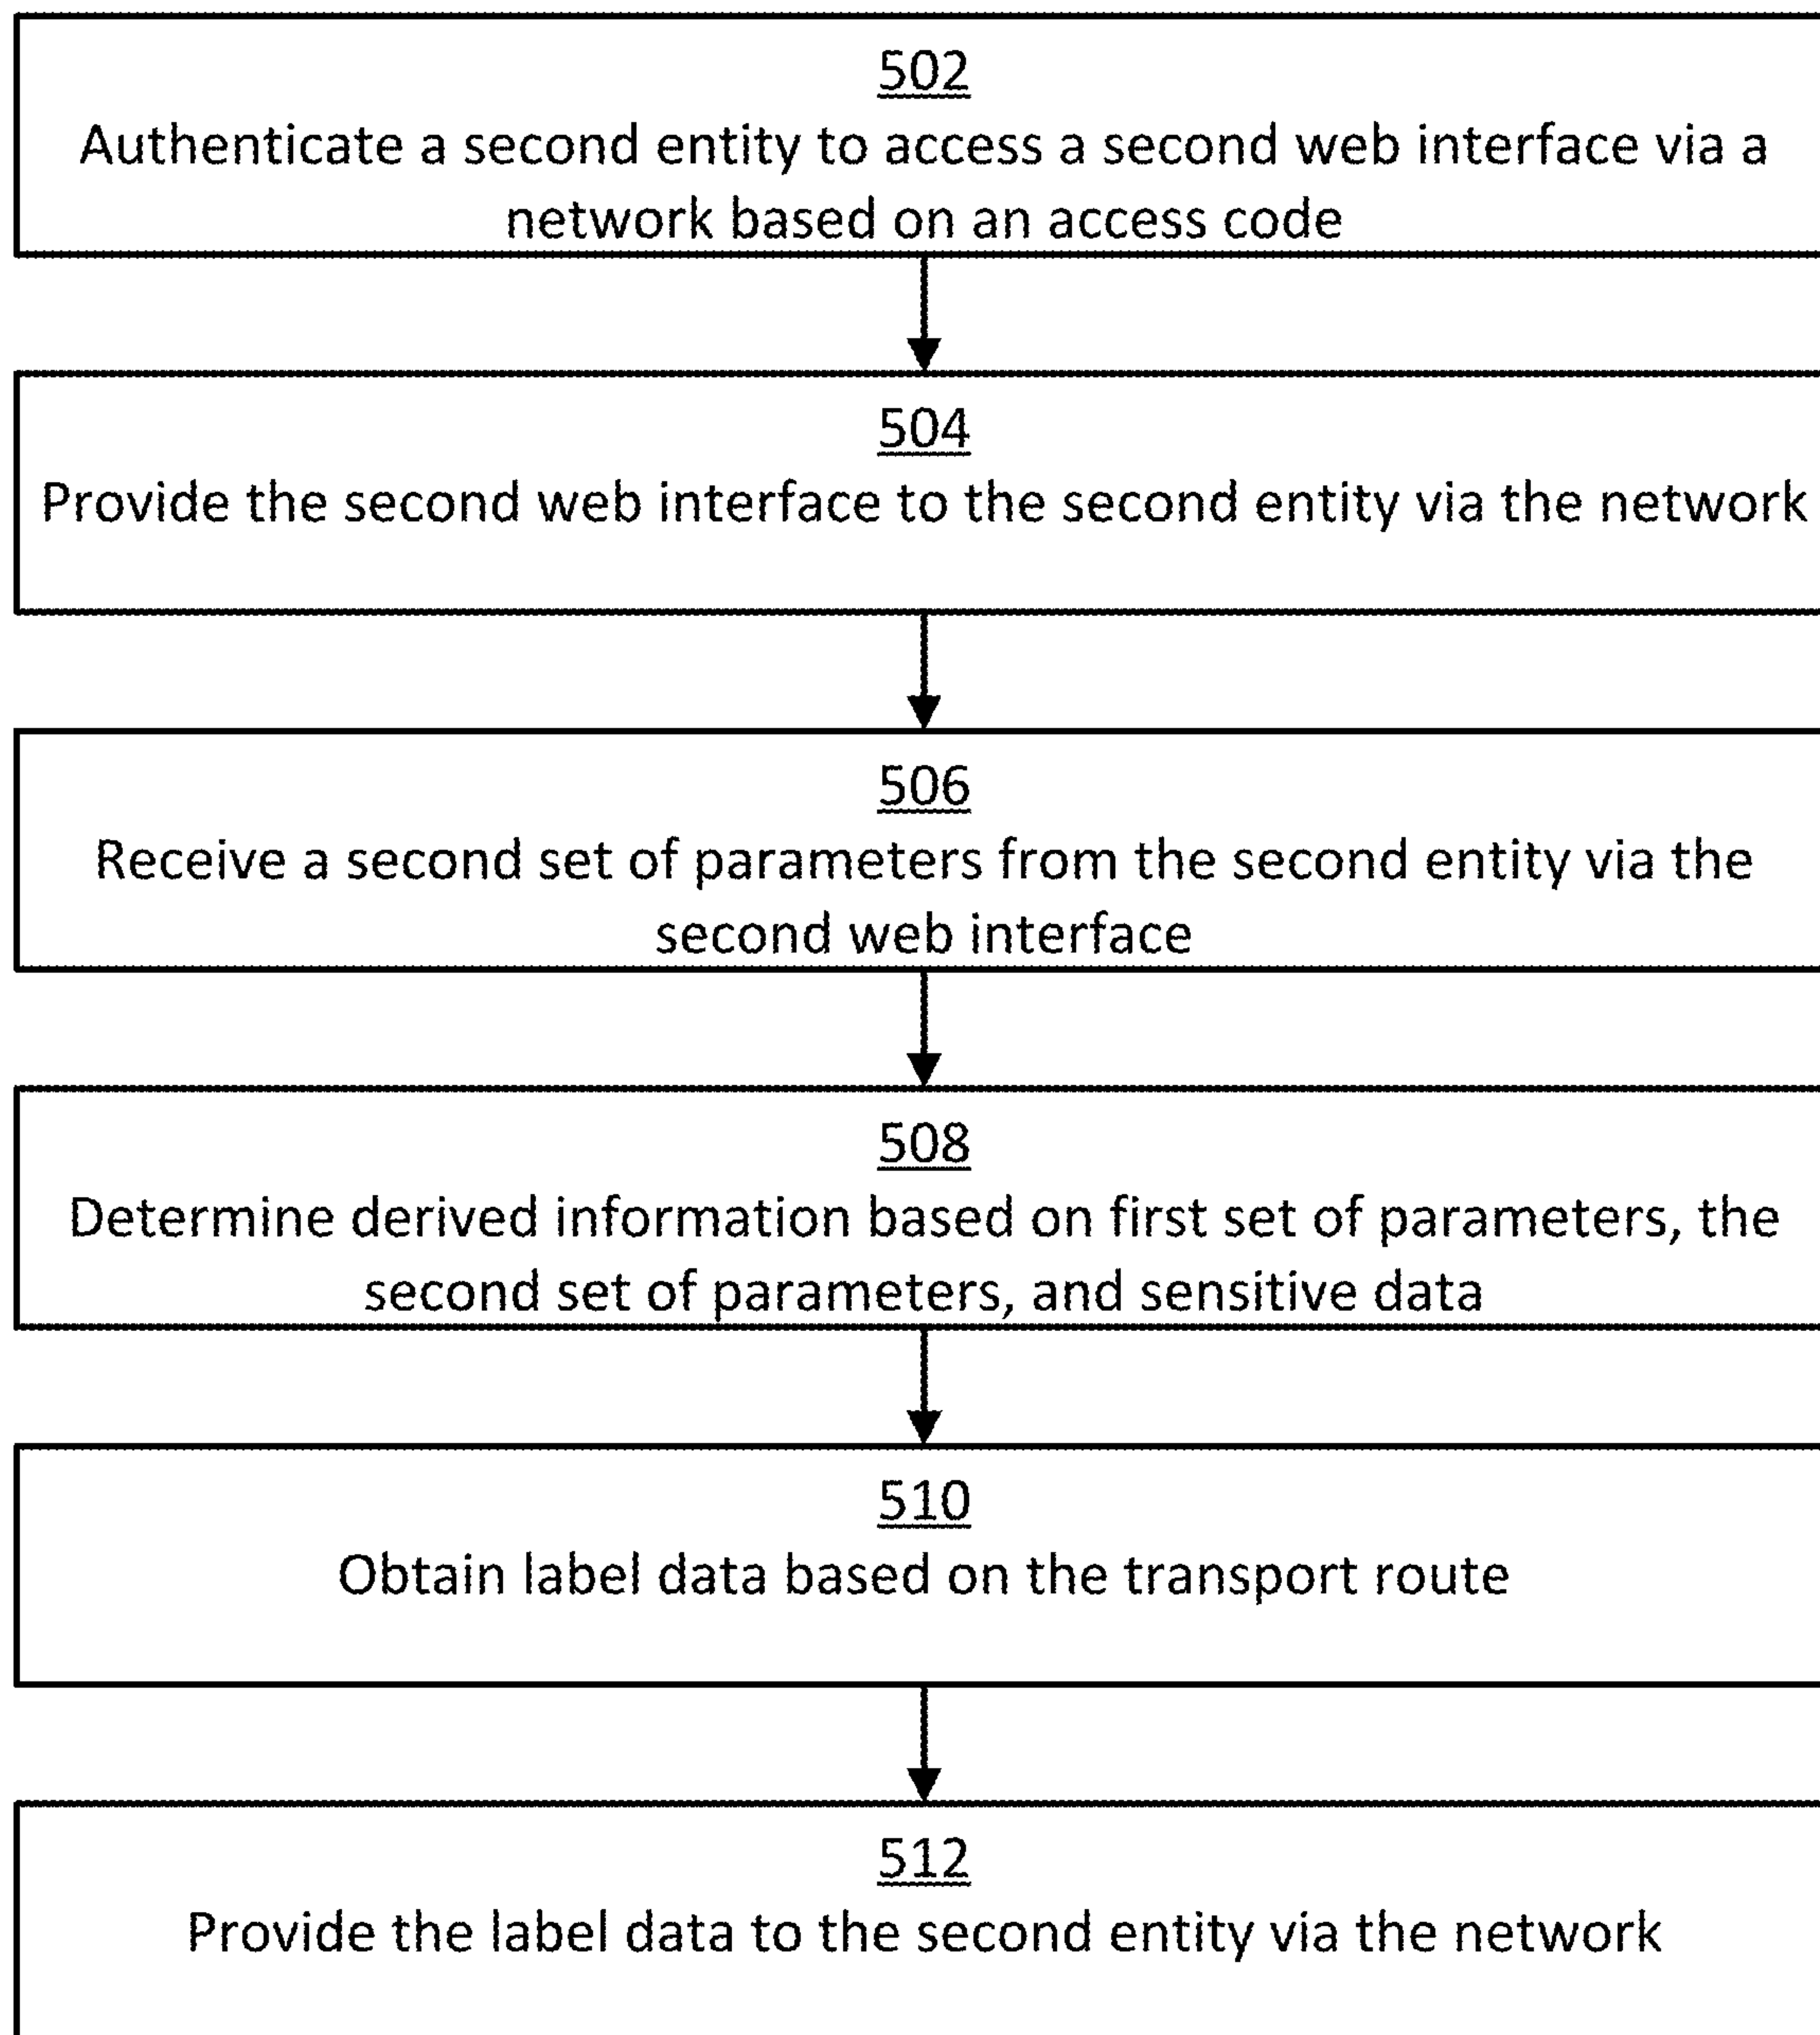 502
Authenticate a second entity to access a second web interface via a
network based on an access code
504
Provide the second web interface to the second entity via the network
506
Receive a second set of parameters from the second entity via the
second web interface
508
Determine derived information based on first set of parameters, the
second set of parameters, and sensitive data
510
Obtain label data based on the transport route
512
Provide the label data to the second entity via the network